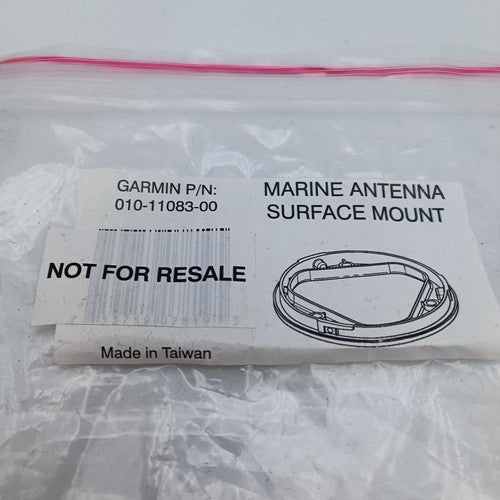 GARMIN P/N:
010-11083-00
NOT FOR RESALE
Made in Taiwan
MARINE ANTENNA
SURFACE MOUNT